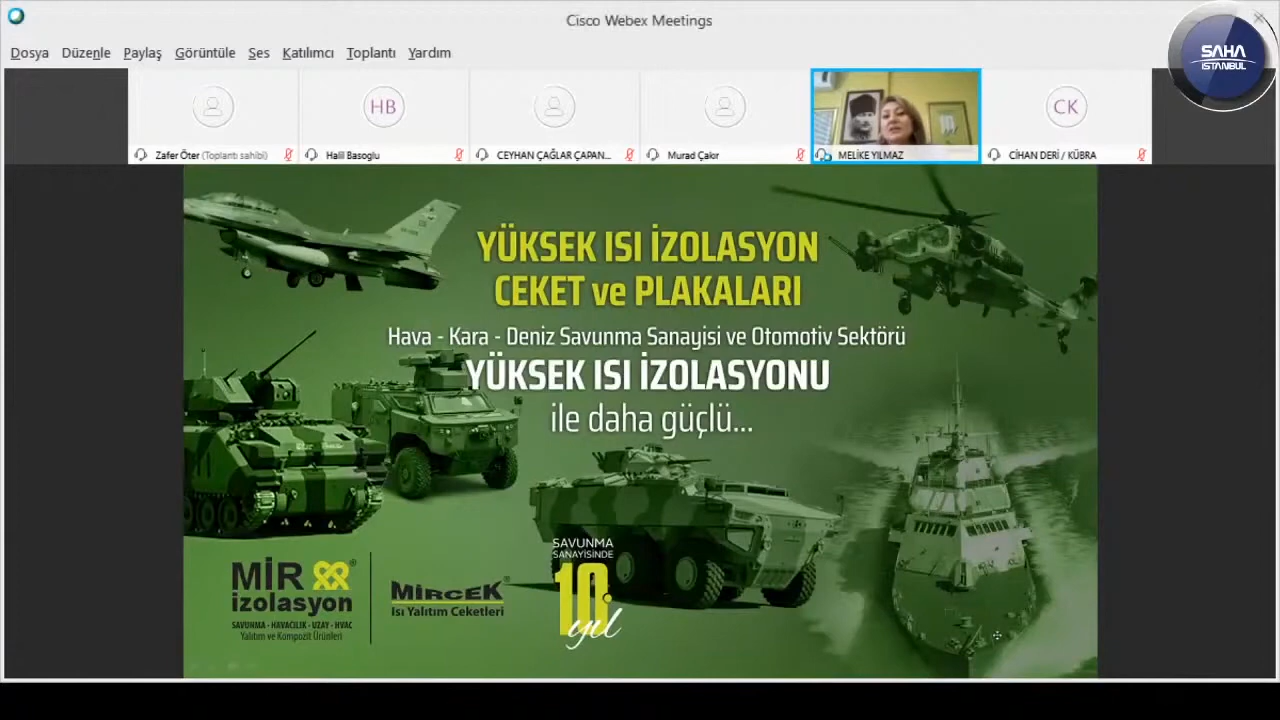 Cisco Webex Meetings
SAHA
İSTANBUL
Dosya Düzenle Paylaş Görüntüle Ses Katılımcı Toplantı Yardım
HB
CK
Zafer Öter (Toplantı sahibi)
Halil Basoglu
CEYHAN ÇAĞLAR ÇAPAN...
Murad Çakır
MELİKE YILMAZ
CİHAN DERİ / KÜBRA
YÜKSEK ISI İZOLASYON
CEKET ve PLAKALARI
Hava - Kara - Deniz Savunma Sanayisi ve Otomotiv Sektörü
YÜKSEK ISI İZOLASYONU
ile daha güçlü...
MİR
izolasyon
SAVUNMA - HAVACILIK - UZAY - HVAC
Yalıtım ve Kompozit Ürünleri
MİRCEK®
Isı Yalıtım Ceketleri
SAVUNMA
SANAYİSİNDE
10.
yıl